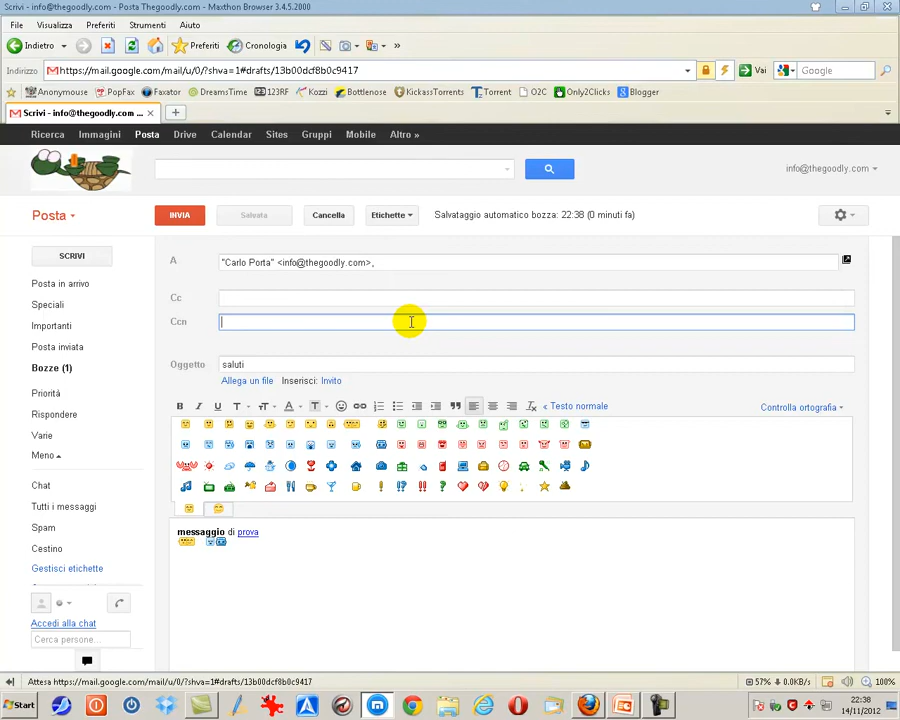 Scrivi - info@thegoodly.com - Posta Thegoodly.com - Maxthon Browser 3.4.5.2000
File Visualizza Preferiti Strumenti Aiuto
Indietro Preferiti Cronologia »
Indirizzo https://mail.google.com/mail/u/0/?shva=1#drafts/13b00dcf8b0c9417 Vai Google
Anonymouse PopFax Faxator DreamsTime 123RF Kozzi Bottlenose KickassTorrents Torrent O2C Only2Clicks Blogger
Scrivi - info@thegoodly.com ...
Ricerca Immagini Posta Drive Calendar Sites Gruppi Mobile Altro »
info@thegoodly.com
Posta INVIA Salvata Cancella Etichette Salvataggio automatico bozza: 22:38 (0 minuti fa)
SCRIVI
A "Carlo Porta" <info@thegoodly.com>,
Posta in arrivo
Cc
Speciali
Ccn
Importanti
Posta inviata
Bozze (1)
Oggetto saluti
Allega un file Inserisci: Invito
Priorità
Rispondere
B I U T T A T « Testo normale Controlla ortografia
Varie
Meno
Chat
Tutti i messaggi
Spam
messaggio di prova
Cestino
Gestisci etichette
Accedi alla chat
Cerca persone...
Attesa https://mail.google.com/mail/u/0/?shva=1#drafts/13b00dcf8b0c9417 57% 0.0KB/s 100%
Start
22:38
14/11/2012